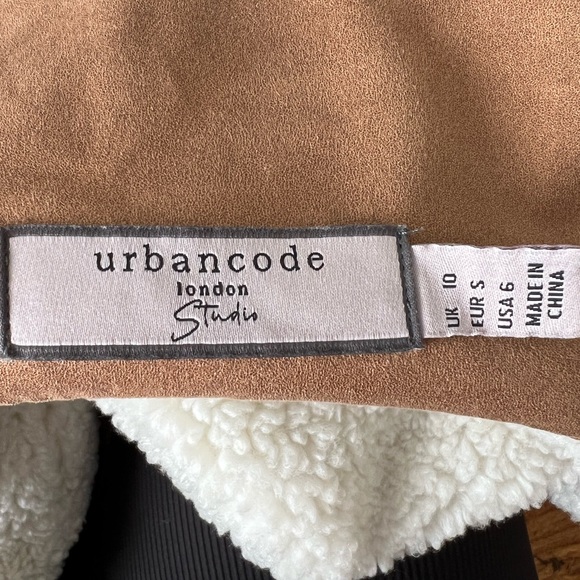 urbancode
london
Studio
UK 10
EUR S
USA 6
MADE IN
CHINA